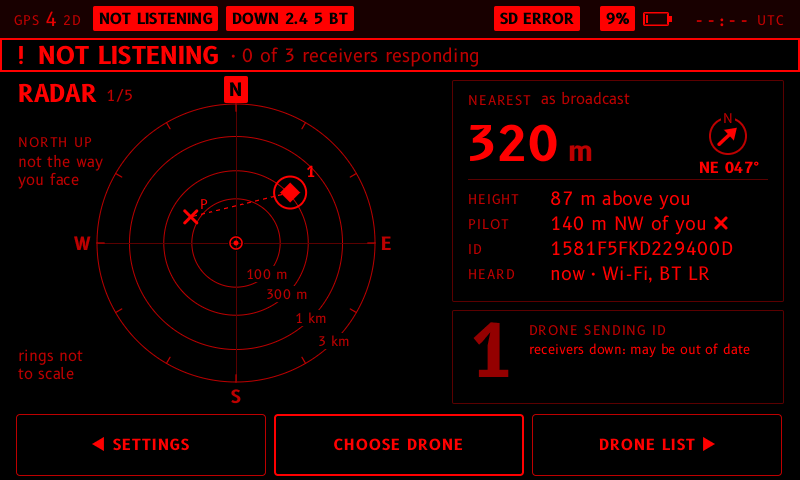 GPS 4 2D NOT LISTENING DOWN 2.4 5 BT SD ERROR 9% --:-- UTC
! NOT LISTENING · 0 of 3 receivers responding
RADAR 1/5
N
NORTH UP
not the way
you face
1
P
W
E
100 m
300 m
1 km
3 km
rings not
to scale
S
NEAREST as broadcast
320 m
N
NE 047°
HEIGHT 87 m above you
PILOT 140 m NW of you ×
ID 1581F5FKD229400D
HEARD now · Wi-Fi, BT LR
1 DRONE SENDING ID
receivers down: may be out of date
◀ SETTINGS
CHOOSE DRONE
DRONE LIST ▶